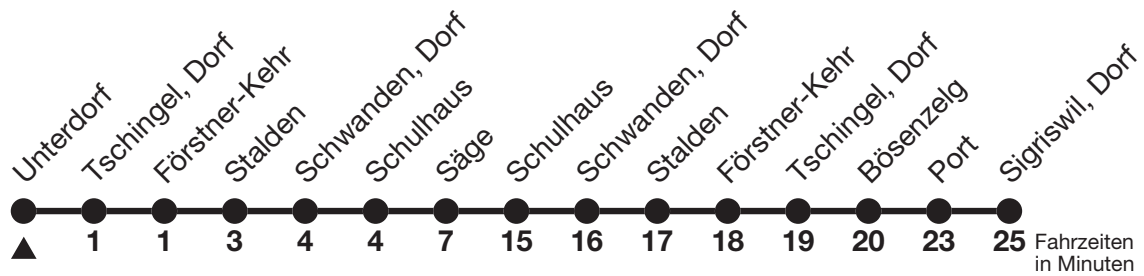 Unterdorf
Tschingel, Dorf
Förstner-Kehr
Stalden
Schwanden, Dorf
Schulhaus
Säge
Schulhaus
Schwanden, Dorf
Stalden
Förstner-Kehr
Tschingel, Dorf
Bösenzelg
Port
Sigriswil, Dorf
1 1 3 4 4 7 15 16 17 18 19 20 23 25 Fahrzeiten
in Minuten